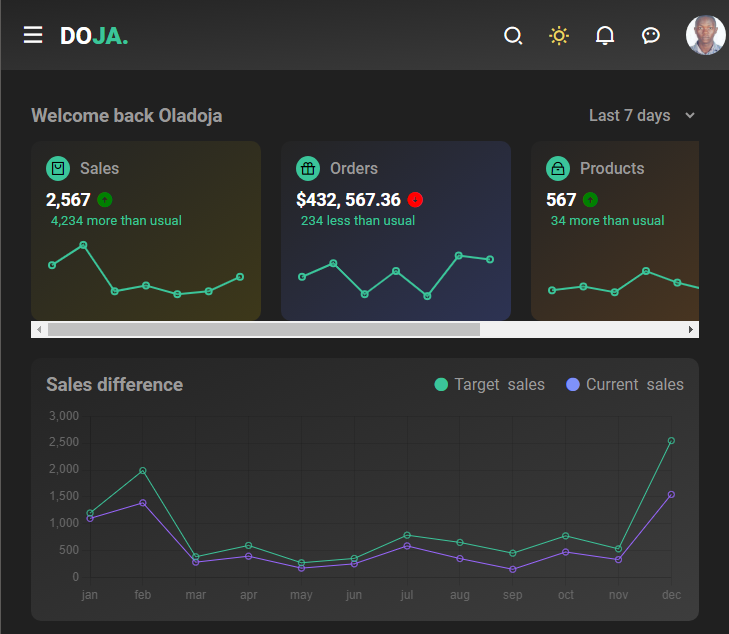 DOJA.
Welcome back Oladoja
Last 7 days
Sales
2,567
4,234 more than usual
Orders
$432, 567.36
234 less than usual
Products
567
34 more than usual
Sales difference
Target sales
Current sales
3,000
2,500
2,000
1,500
1,000
500
0
jan feb mar apr may jun jul aug sep oct nov dec